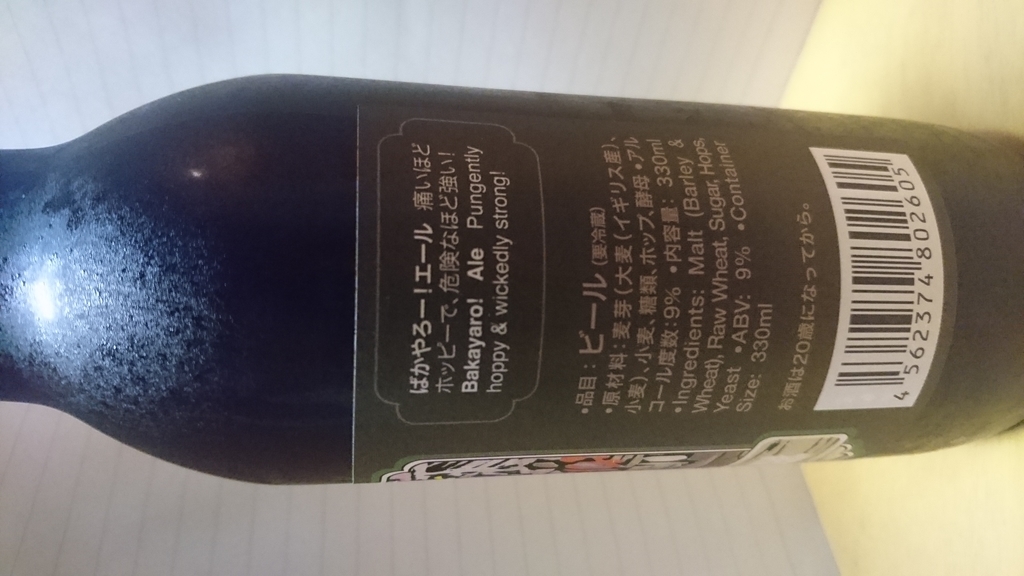 ばかやろー!エール 痛いほど
ホッピーで、危険なほど強い!
Bakayaro! Ale Pungently
hoppy & wickedly strong!
•品目:ビール (要冷蔵)
•原材料:麦芽(大麦(イギリス産)、
小麦)、小麦、糖類、ホップ、酵母 •アル
コール度数:9% •内容量:330ml
•Ingredients: Malt (Barley &
Wheat), Raw Wheat, Sugar, Hops,
Yeast •ABV: 9% •Container
Size: 330ml
お酒は20歳になってから。
4562374802605